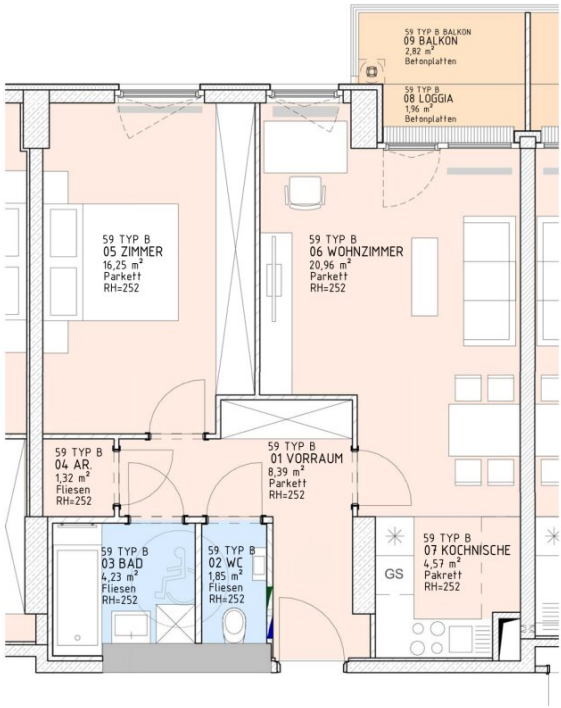 59 TYP B BALKON
09 BALKON
2,82 m²
Betonplatten
59 TYP B
08 LOGGIA
1,96 m²
Betonplatten
59 TYP B
05 ZIMMER
16,25 m²
Parkett
RH=252
59 TYP B
06 WOHNZIMMER
20,96 m²
Parkett
RH=252
59 TYP B
04 AR.
1,32 m²
Fliesen
RH=252
59 TYP B
01 VORRAUM
8,39 m²
Parkett
RH=252
59 TYP B
03 BAD
4,23 m²
Fliesen
RH=252
59 TYP B
02 WC
1,85 m²
Fliesen
RH=252
GS
59 TYP B
07 KOCHNISCHE
4,57 m²
Pakrett
RH=252